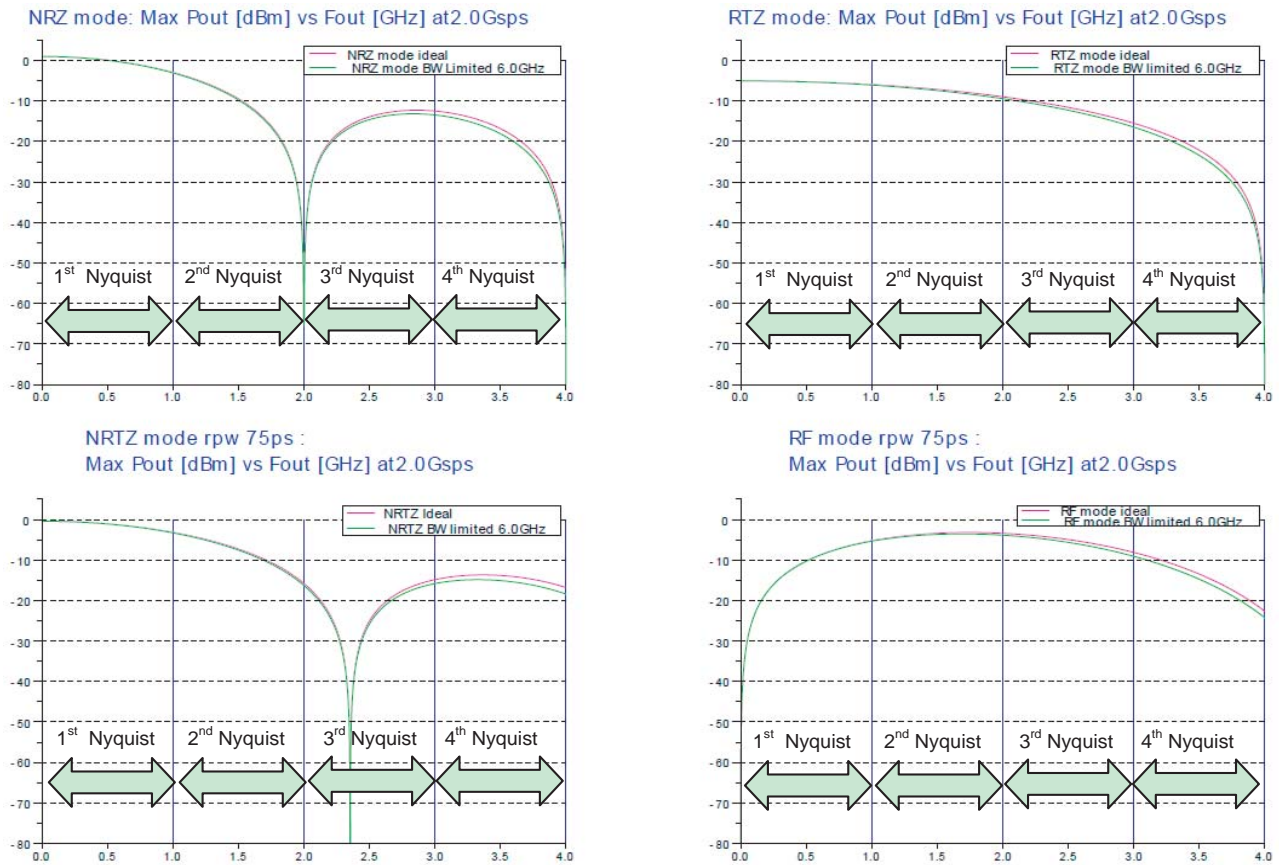 NRZ mode: Max Pout [dBm] vs Fout [GHz] at2.0Gsps
NRZ mode ideal
NRZ mode BW Limited 6.0GHz
0
-10
-20
-30
-40
-50
-60
-70
-80
1st Nyquist 2nd Nyquist 3rd Nyquist 4th Nyquist
0.0 0.5 1.0 1.5 2.0 2.5 3.0 3.5 4.0
RTZ mode: Max Pout [dBm] vs Fout [GHz] at2.0Gsps
RTZ mode ideal
RTZ mode BW limited 6.0GHz
0
-10
-20
-30
-40
-50
-60
-70
-80
1st Nyquist 2nd Nyquist 3rd Nyquist 4th Nyquist
0.0 0.5 1.0 1.5 2.0 2.5 3.0 3.5 4.0
NRTZ mode rpw 75ps :
Max Pout [dBm] vs Fout [GHz] at2.0Gsps
NRTZ Ideal
NRTZ BW limited 6.0GHz
0
-10
-20
-30
-40
-50
-60
-70
-80
1st Nyquist 2nd Nyquist 3rd Nyquist 4th Nyquist
0.0 0.5 1.0 1.5 2.0 2.5 3.0 3.5 4.0
RF mode rpw 75ps :
Max Pout [dBm] vs Fout [GHz] at2.0Gsps
RF mode ideal
RF mode BW limited 6.0GHz
0
-10
-20
-30
-40
-50
-60
-70
-80
1st Nyquist 2nd Nyquist 3rd Nyquist 4th Nyquist
0.0 0.5 1.0 1.5 2.0 2.5 3.0 3.5 4.0